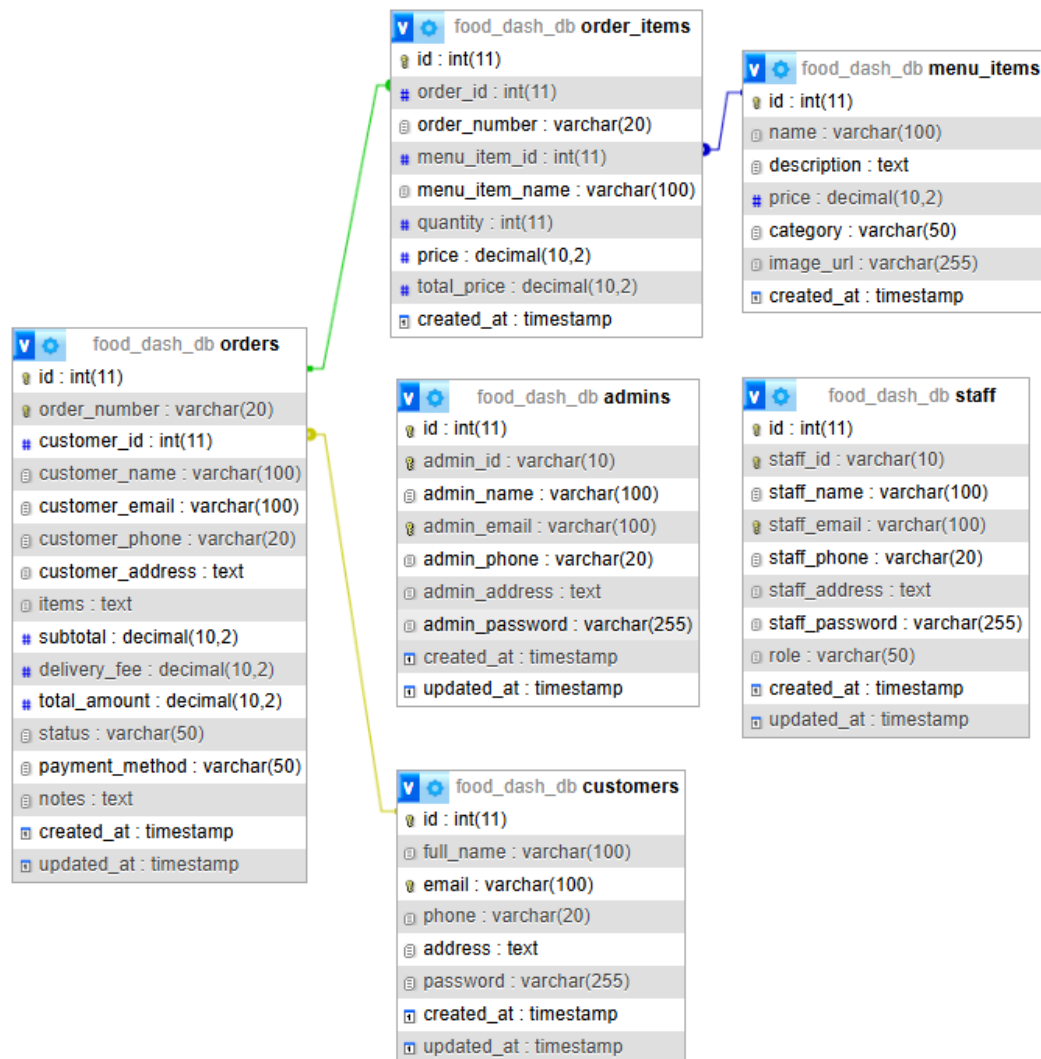 food_dash_db order_items
id : int(11)
order_id : int(11)
order_number : varchar(20)
menu_item_id : int(11)
menu_item_name : varchar(100)
quantity : int(11)
price : decimal(10,2)
total_price : decimal(10,2)
created_at : timestamp
food_dash_db menu_items
id : int(11)
name : varchar(100)
description : text
price : decimal(10,2)
category : varchar(50)
image_url : varchar(255)
created_at : timestamp
food_dash_db orders
id : int(11)
order_number : varchar(20)
customer_id : int(11)
customer_name : varchar(100)
customer_email : varchar(100)
customer_phone : varchar(20)
customer_address : text
items : text
subtotal : decimal(10,2)
delivery_fee : decimal(10,2)
total_amount : decimal(10,2)
status : varchar(50)
payment_method : varchar(50)
notes : text
created_at : timestamp
updated_at : timestamp
food_dash_db admins
id : int(11)
admin_id : varchar(10)
admin_name : varchar(100)
admin_email : varchar(100)
admin_phone : varchar(20)
admin_address : text
admin_password : varchar(255)
created_at : timestamp
updated_at : timestamp
food_dash_db staff
id : int(11)
staff_id : varchar(10)
staff_name : varchar(100)
staff_email : varchar(100)
staff_phone : varchar(20)
staff_address : text
staff_password : varchar(255)
role : varchar(50)
created_at : timestamp
updated_at : timestamp
food_dash_db customers
id : int(11)
full_name : varchar(100)
email : varchar(100)
phone : varchar(20)
address : text
password : varchar(255)
created_at : timestamp
updated_at : timestamp